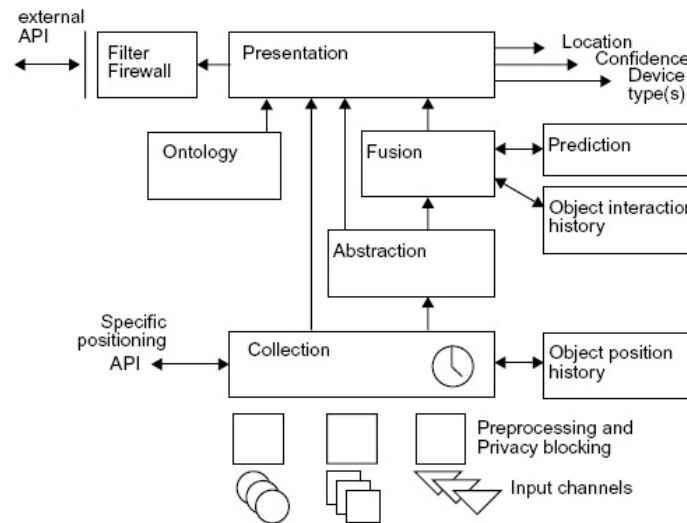 external
API
Filter
Firewall
Presentation
Location
Confidence
Device
type(s)
Ontology
Fusion
Prediction
Object interaction
history
Abstraction
Specific
positioning
API
Collection
Object position
history
Preprocessing and
Privacy blocking
Input channels